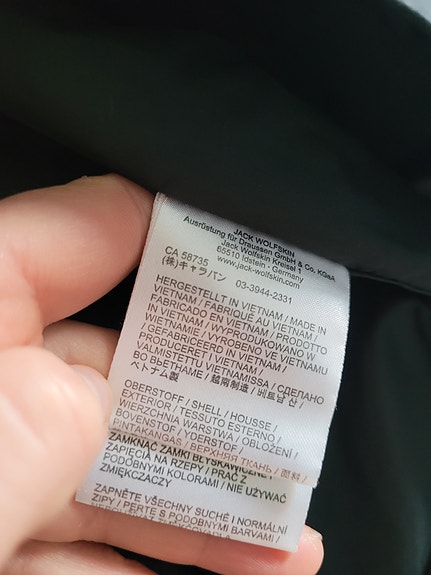 JACK WOLFSKIN
Ausrüstung für Draussen GmbH & Co. KGaA
Jack Wolfskin Kreisel 1
65510 Idstein - Germany
www.jack-wolfskin.com
CA 58735
(株)キャラバン 03-3944-2331
HERGESTELLT IN VIETNAM / MADE IN
VIETNAM / FABRIQUÉ AU VIETNAM /
FABRICADO EN VIETNAM / PRODOTTO
IN VIETNAM / WYPRODUKOWANO W
WIETNAMIE / VYROBENO VE VIETNAMU
/ GEFABRICEERD IN VIETNAM /
PRODUCERET I VIETNAM /
VALMISTETTU VIETNAMISSA / СДЕЛАНО
ВО ВЬЕТНАМЕ / 越南制造 / 베트남 산 /
ベトナム製
OBERSTOFF / SHELL / HOUSSE /
EXTERIOR / TESSUTO ESTERNO /
WIERZCHNIA WARSTWA / OBLOŽENÍ /
BOVENSTOF / YDERSTOF /
PINTAKANGAS / ВЕРХНЯЯ ТКАНЬ / 面料 /
ZAMKNĄĆ ZAMKI BŁYSKAWICZNE I
ZAPIĘCIA NA RZEPY / PRAĆ Z
PODOBNYMI KOLORAMI / NIE UŻYWAĆ
ZMIĘKCZACZY
ZAPNĚTE VŠECHNY SUCHÉ I NORMÁLNÍ
ZIPY / PERTE S PODOBNÝMI BARVAMI /